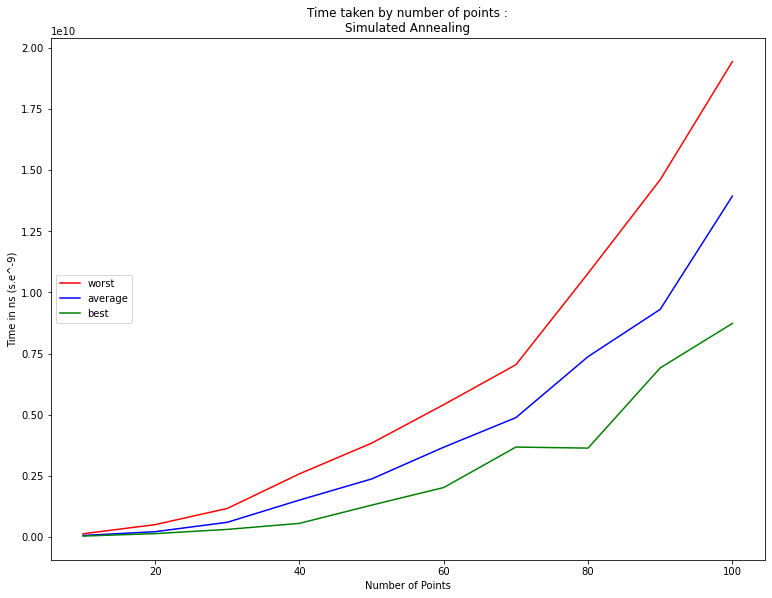 Time taken by number of points :
Simulated Annealing
1e10
2.00
1.75
1.50
1.25
1.00
0.75
0.50
0.25
0.00
Time in ns (s.e^-9)
worst
average
best
20
40
60
80
100
Number of Points